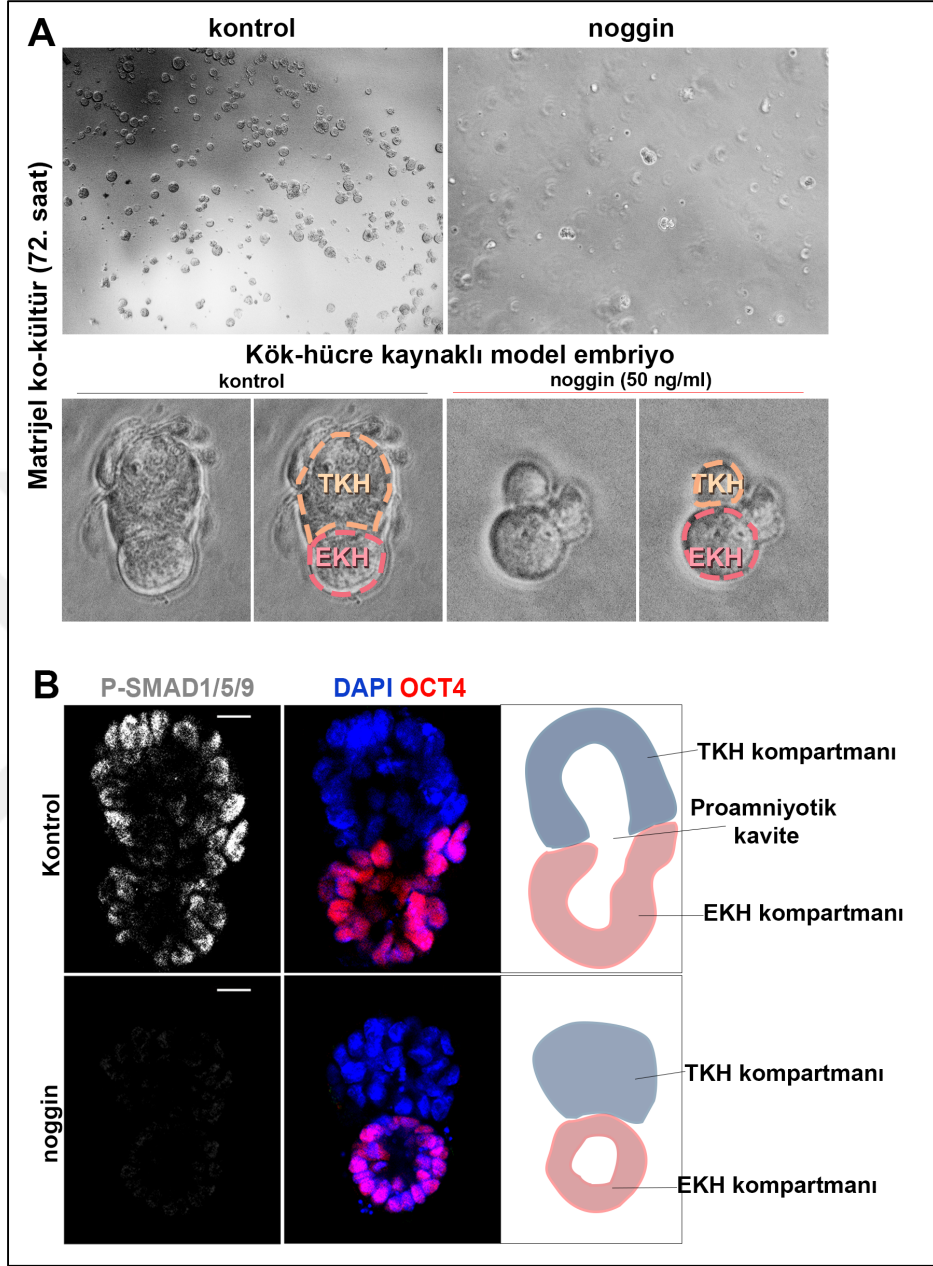 A
kontrol
noggin
Matrijel ko-kültür (72. saat)
Kök-hücre kaynaklı model embriyo
kontrol
noggin (50 ng/ml)
TKH
EKH
TKH
EKH
B
P-SMAD1/5/9
DAPI OCT4
Kontrol
TKH kompartmanı
Proamniyotik
kavite
EKH kompartmanı
noggin
TKH kompartmanı
EKH kompartmanı